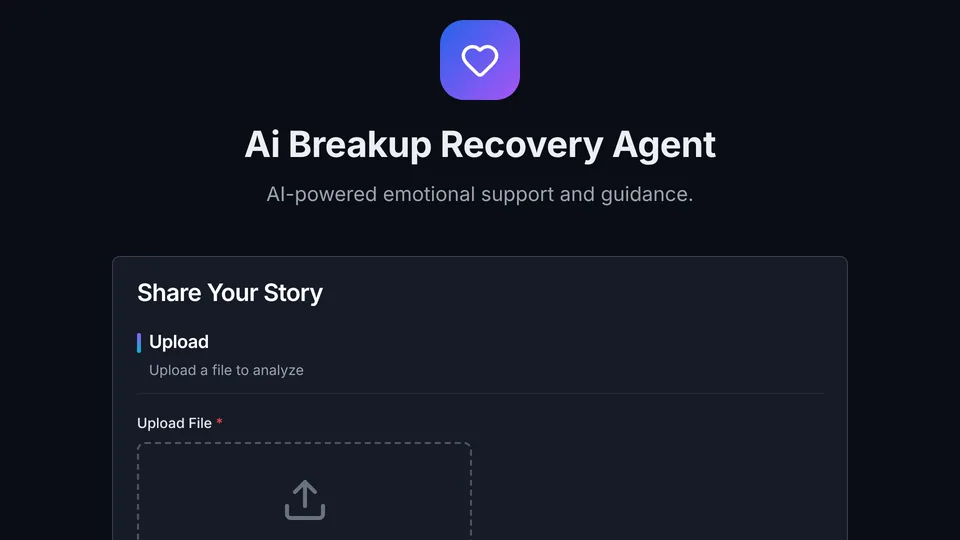 Ai Breakup Recovery Agent
AI-powered emotional support and guidance.
Share Your Story
Upload
Upload a file to analyze
Upload File *